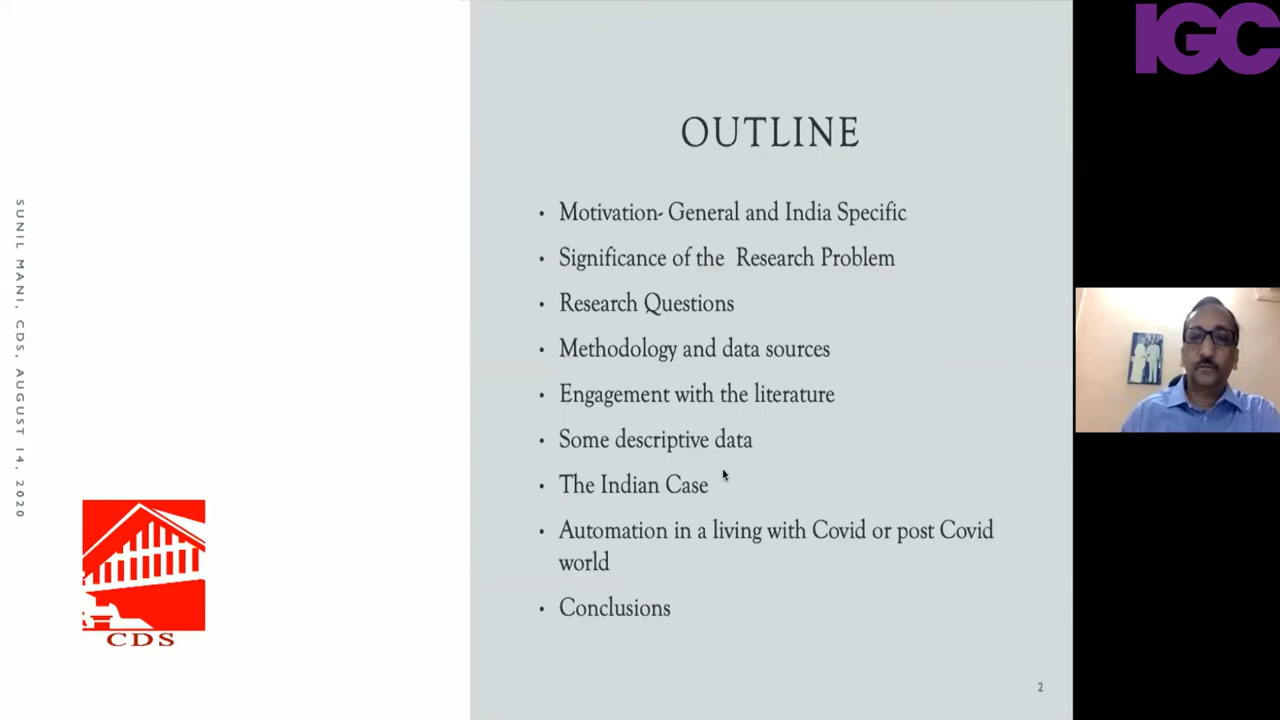 IGC
OUTLINE
• Motivation- General and India Specific
• Significance of the Research Problem
• Research Questions
• Methodology and data sources
• Engagement with the literature
• Some descriptive data
• The Indian Case
• Automation in a living with Covid or post Covid
world
• Conclusions
SUNIL MANI, CDS, AUGUST 14, 2020
CDS
2